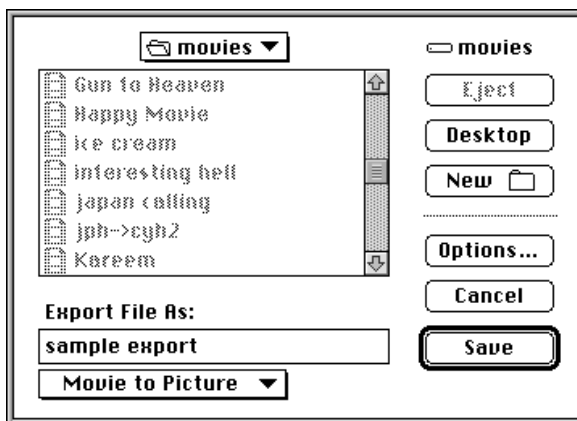 movies
movies
Gun to Heaven
Happy Movie
ice cream
interesting hell
japan calling
jph->cyh2
Kareem
Eject
Desktop
New
Options...
Cancel
Save
Export File As:
sample export
Movie to Picture